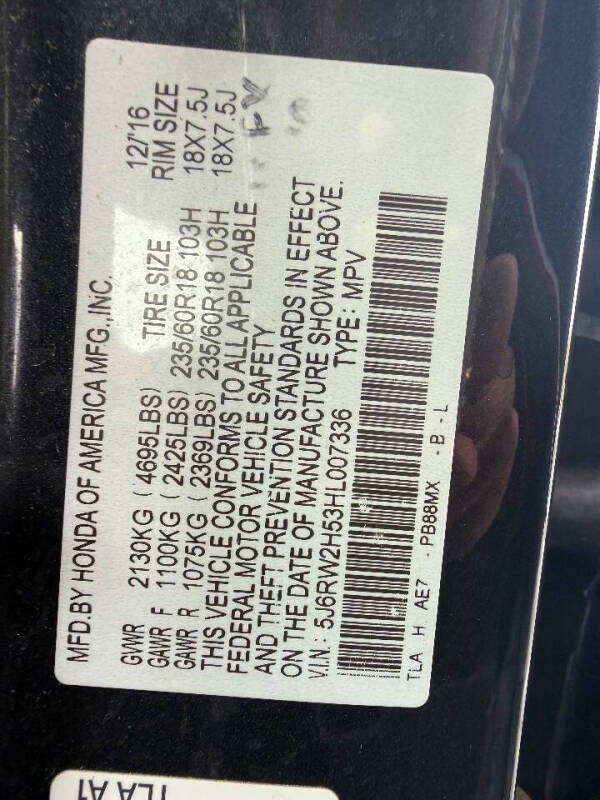 MFD.BY HONDA OF AMERICA MFG.,INC. 12/'16
GVWR 2130KG ( 4695LBS) TIRE SIZE RIM SIZE
GAWR F 1100KG ( 2425LBS) 235/60R18 103H 18X7.5J
GAWR R 1075KG ( 2369LBS) 235/60R18 103H 18X7.5J
THIS VEHICLE CONFORMS TO ALL APPLICABLE
FEDERAL MOTOR VEHICLE SAFETY
AND THEFT PREVENTION STANDARDS IN EFFECT
ON THE DATE OF MANUFACTURE SHOWN ABOVE.
V.I.N.: 5J6RW2H53HL007336 TYPE: MPV
TLA H AE7 - PB88MX - B - L
TLA A1